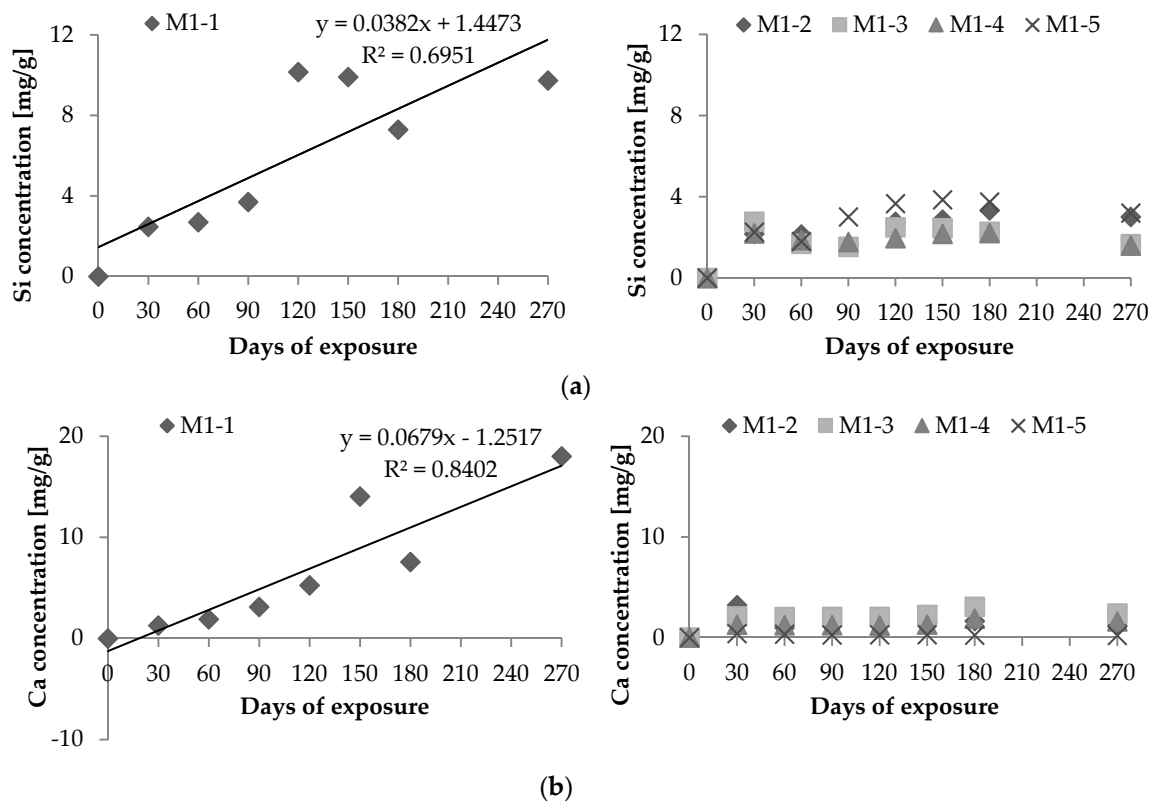 M1-1
y = 0.0382x + 1.4473
R² = 0.6951
Si concentration [mg/g]
12
8
4
0
0 30 60 90 120 150 180 210 240 270
Days of exposure
M1-2 M1-3 M1-4 M1-5
Si concentration [mg/g]
12
8
4
0
0 30 60 90 120 150 180 210 240 270
Days of exposure
(a)
M1-1
y = 0.0679x - 1.2517
R² = 0.8402
Ca concentration [mg/g]
20
10
0
-10
0 30 60 90 120 150 180 210 240 270
Days of exposure
M1-2 M1-3 M1-4 M1-5
Ca concentration [mg/g]
20
10
0
0 30 60 90 120 150 180 210 240 270
Days of exposure
(b)